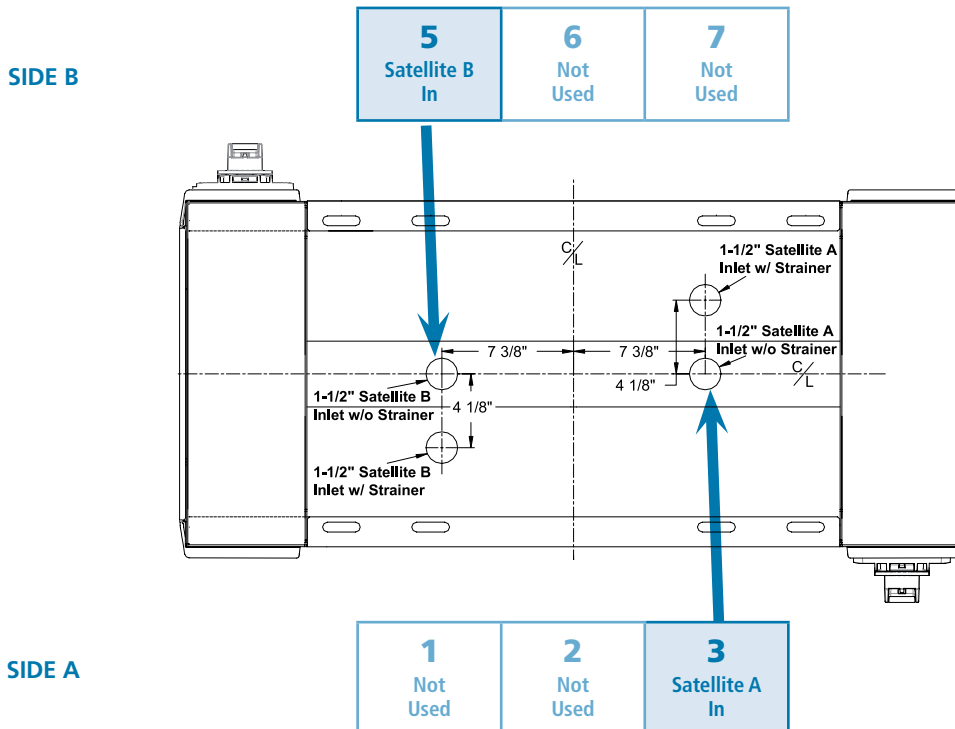 SIDE B
5
Satellite B
In
6
Not
Used
7
Not
Used
C/L
1-1/2" Satellite A
Inlet w/ Strainer
1-1/2" Satellite A
Inlet w/o Strainer
7 3/8"
7 3/8"
C/L
4 1/8"
1-1/2" Satellite B
Inlet w/o Strainer
4 1/8"
1-1/2" Satellite B
Inlet w/ Strainer
SIDE A
1
Not
Used
2
Not
Used
3
Satellite A
In